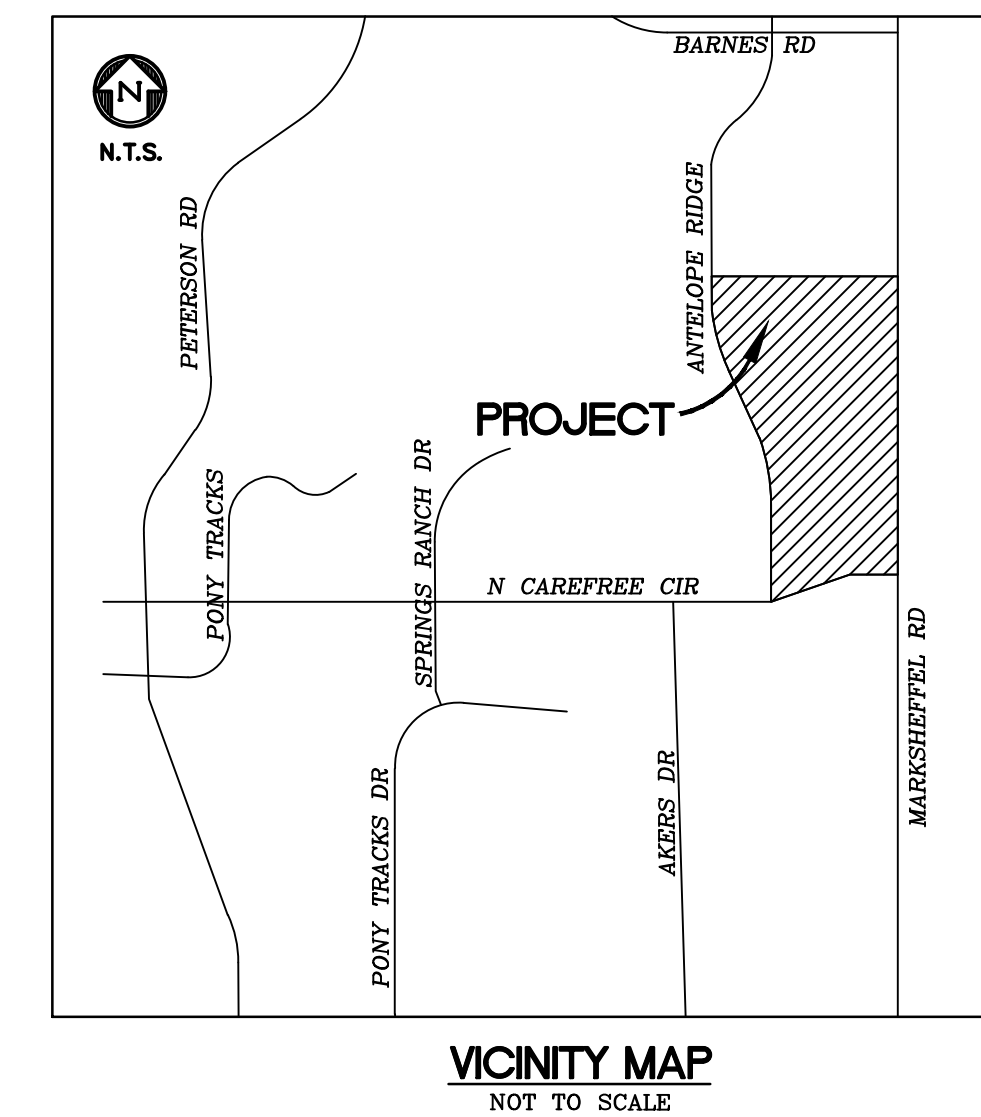 BARNES RD
N
N.T.S.
PETERSON RD
ANTELOPE RIDGE
PROJECT
SPRINGS RANCH DR
PONY TRACKS
N CAREFREE CIR
MARKSHEFFEL RD
AKERS DR
PONY TRACKS DR
VICINITY MAP
NOT TO SCALE